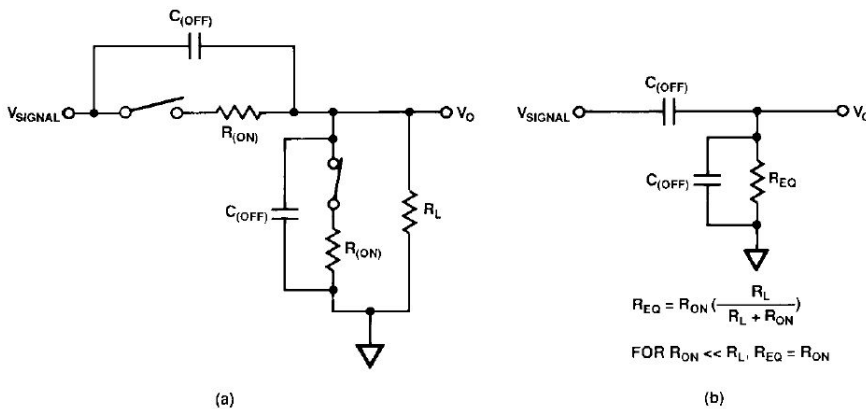 C(OFF)
VSIGNAL
R(ON)
VO
C(OFF)
R(ON)
RL
(a)
C(OFF)
VSIGNAL
VO
C(OFF)
REQ
REQ = RON ( RL / RL + RON )
FOR RON << RL, REQ = RON
(b)